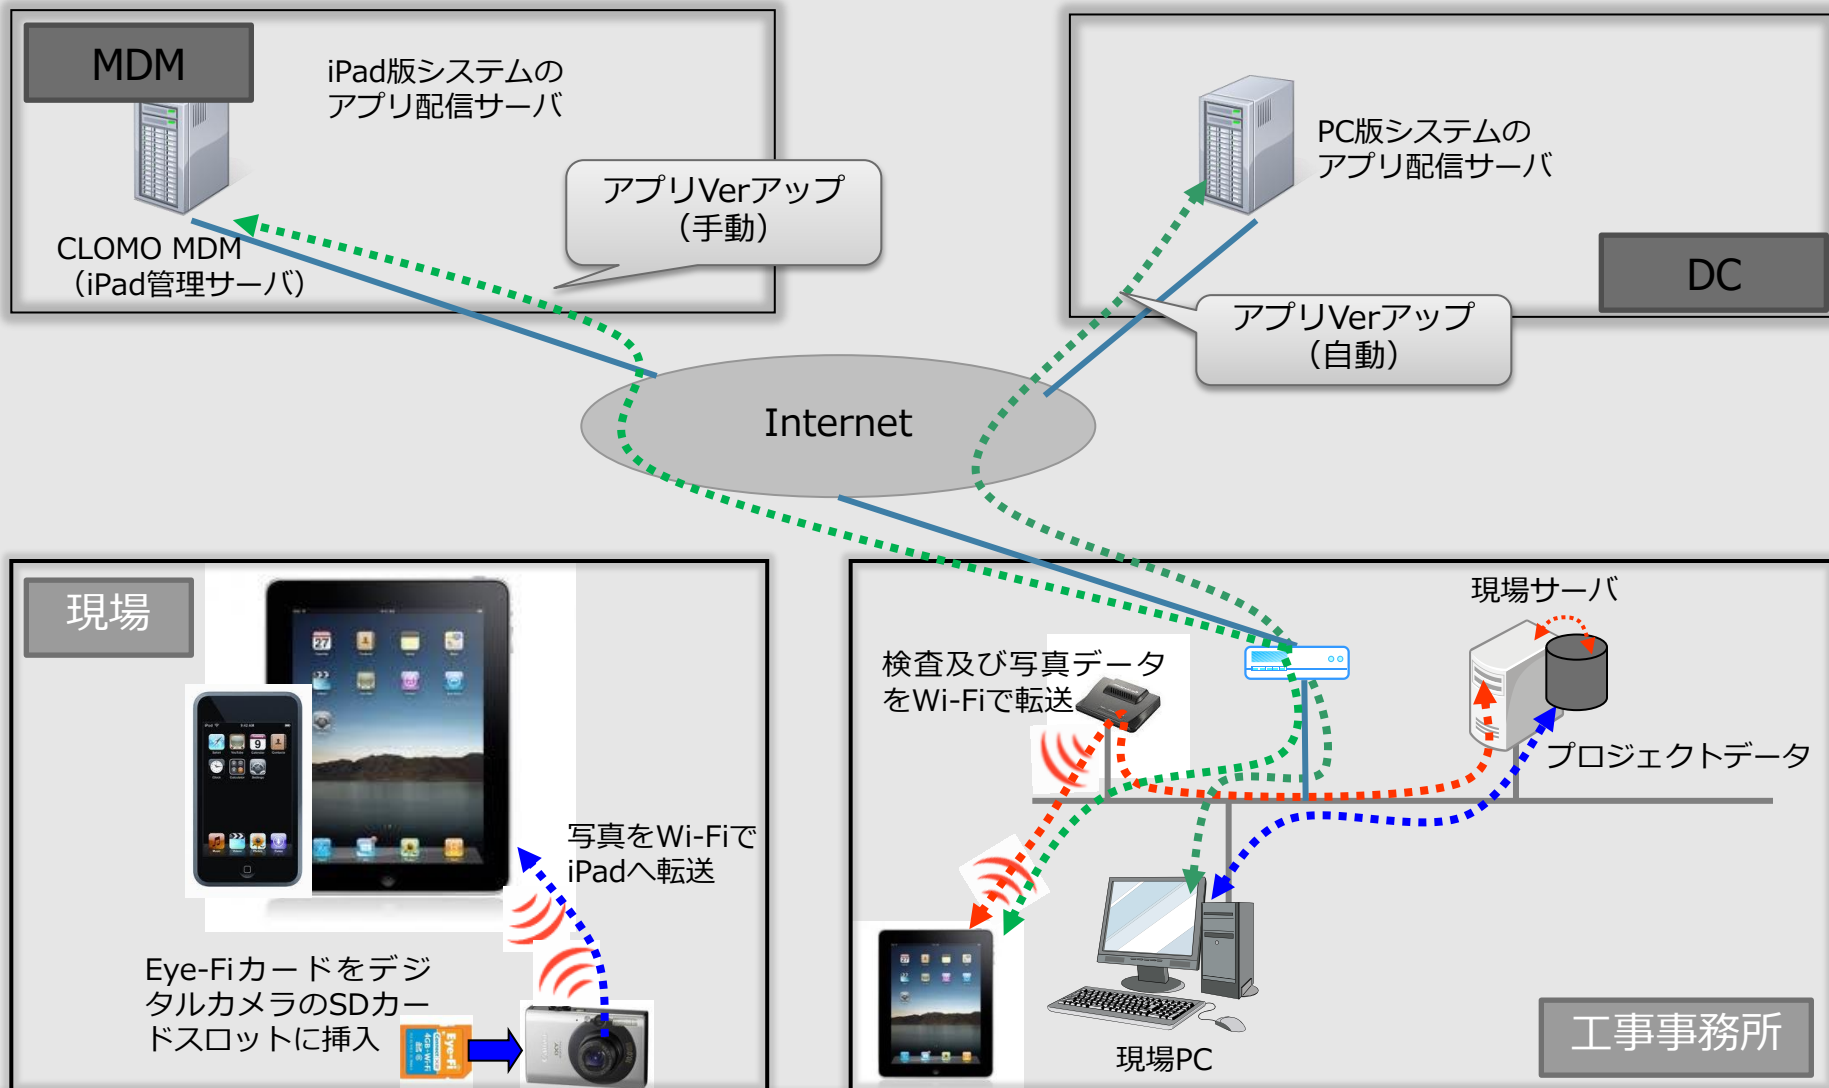 MDM
iPad版システムの
アプリ配信サーバ
アプリVerアップ
（手動）
CLOMO MDM
（iPad管理サーバ）
PC版システムの
アプリ配信サーバ
DC
アプリVerアップ
（自動）
Internet
現場
写真をWi-Fiで
iPadへ転送
Eye-Fiカードをデジ
タルカメラのSDカー
ドスロットに挿入
Eye-Fi
4GB・Wi-Fi
現場サーバ
検査及び写真データ
をWi-Fiで転送
プロジェクトデータ
現場PC
工事事務所